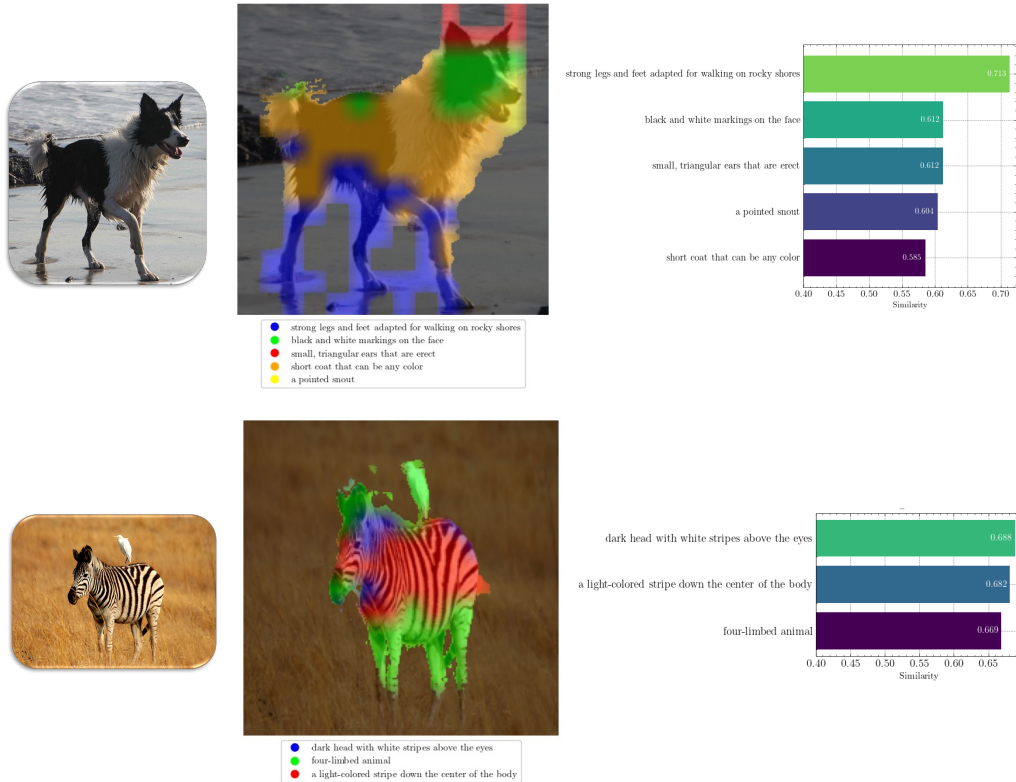 strong legs and feet adapted for walking on rocky shores
0.713
black and white markings on the face
0.612
small, triangular ears that are erect
0.612
a pointed snout
0.604
short coat that can be any color
0.585
0.40 0.45 0.50 0.55 0.60 0.65 0.70
Similarity
strong legs and feet adapted for walking on rocky shores
black and white markings on the face
small, triangular ears that are erect
short coat that can be any color
a pointed snout
dark head with white stripes above the eyes
0.688
a light-colored stripe down the center of the body
0.682
four-limbed animal
0.669
0.40 0.45 0.50 0.55 0.60 0.65
Similarity
dark head with white stripes above the eyes
four-limbed animal
a light-colored stripe down the center of the body